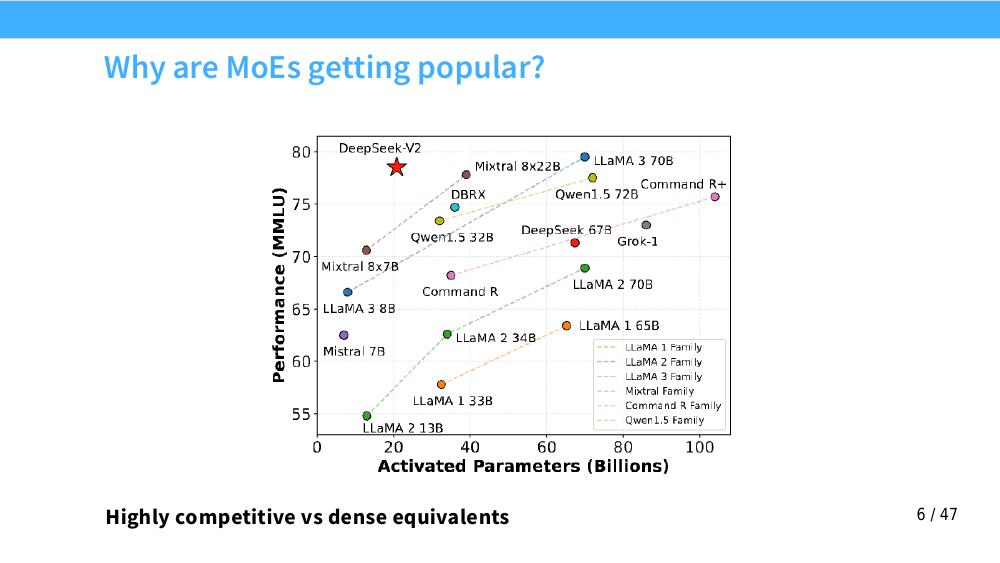 Why are MoEs getting popular?
DeepSeek-V2
Mixtral 8x22B
LLaMA 3 70B
DBRX
Qwen1.5 72B
Command R+
Qwen1.5 32B
DeepSeek 67B
Grok-1
Mixtral 8x7B
Command R
LLaMA 2 70B
LLaMA 3 8B
LLaMA 1 65B
LLaMA 2 34B
Mistral 7B
LLaMA 1 33B
LLaMA 2 13B
80
75
70
65
60
55
Performance (MMLU)
LLaMA 1 Family
LLaMA 2 Family
LLaMA 3 Family
Mixtral Family
Command R Family
Qwen1.5 Family
0 20 40 60 80 100
Activated Parameters (Billions)
Highly competitive vs dense equivalents
6 / 47